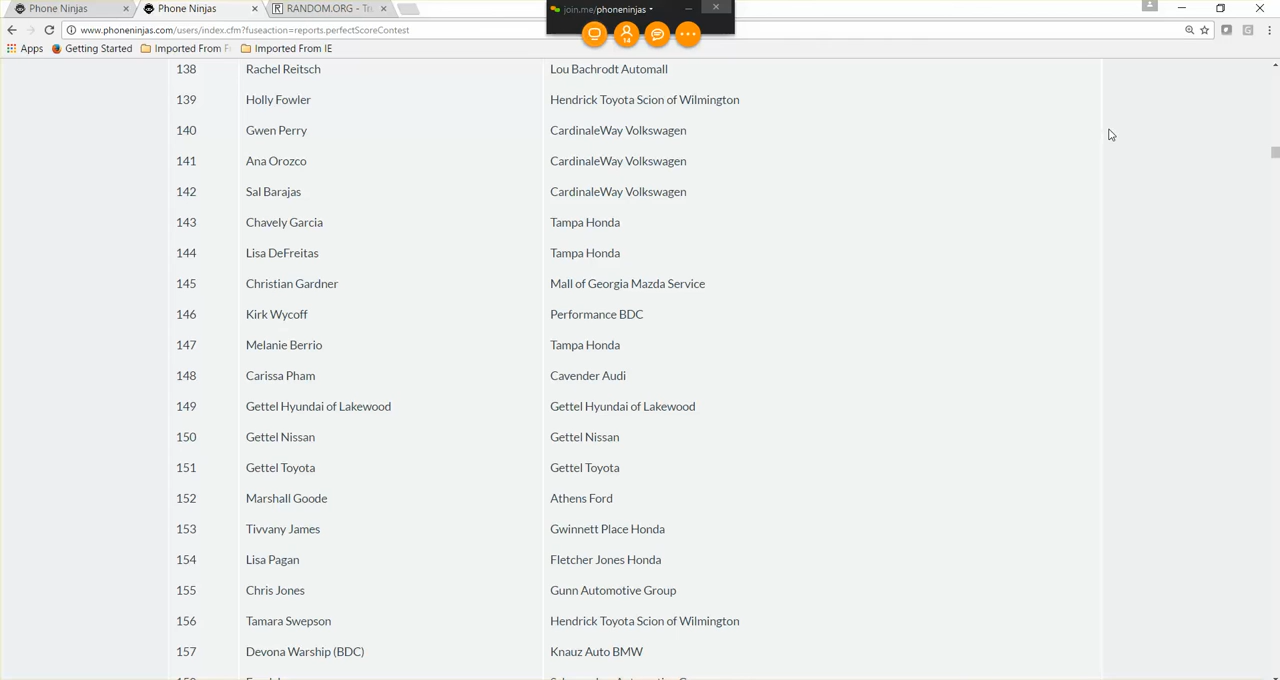 Phone Ninjas
Phone Ninjas
RANDOM.ORG - Tr
join.me/phoneninjas
14
www.phoneninjas.com/users/index.cfm?fuseaction=reports.perfectScoreContest
Apps Getting Started Imported From F Imported From IE
138 Rachel Reitsch Lou Bachrodt Automall
139 Holly Fowler Hendrick Toyota Scion of Wilmington
140 Gwen Perry CardinaleWay Volkswagen
141 Ana Orozco CardinaleWay Volkswagen
142 Sal Barajas CardinaleWay Volkswagen
143 Chavely Garcia Tampa Honda
144 Lisa DeFreitas Tampa Honda
145 Christian Gardner Mall of Georgia Mazda Service
146 Kirk Wycoff Performance BDC
147 Melanie Berrio Tampa Honda
148 Carissa Pham Cavender Audi
149 Gettel Hyundai of Lakewood Gettel Hyundai of Lakewood
150 Gettel Nissan Gettel Nissan
151 Gettel Toyota Gettel Toyota
152 Marshall Goode Athens Ford
153 Tivvany James Gwinnett Place Honda
154 Lisa Pagan Fletcher Jones Honda
155 Chris Jones Gunn Automotive Group
156 Tamara Swepson Hendrick Toyota Scion of Wilmington
157 Devona Warship (BDC) Knauz Auto BMW